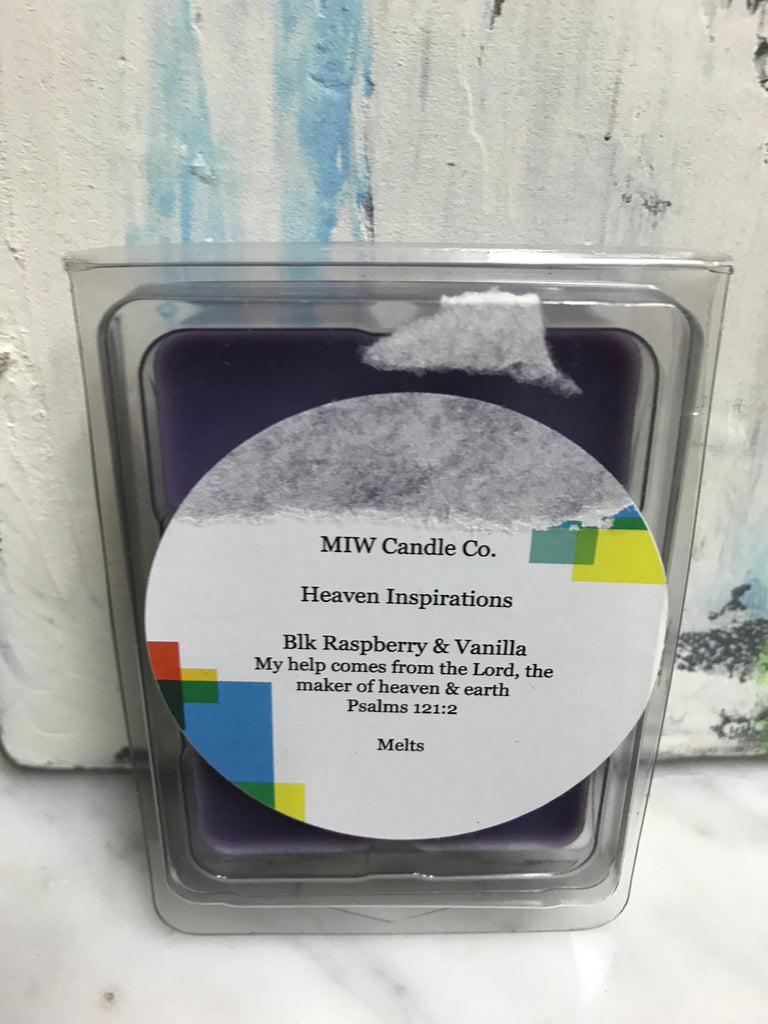 MIW Candle Co.
Heaven Inspirations
Blk Raspberry & Vanilla
My help comes from the Lord, the
maker of heaven & earth
Psalms 121:2
Melts